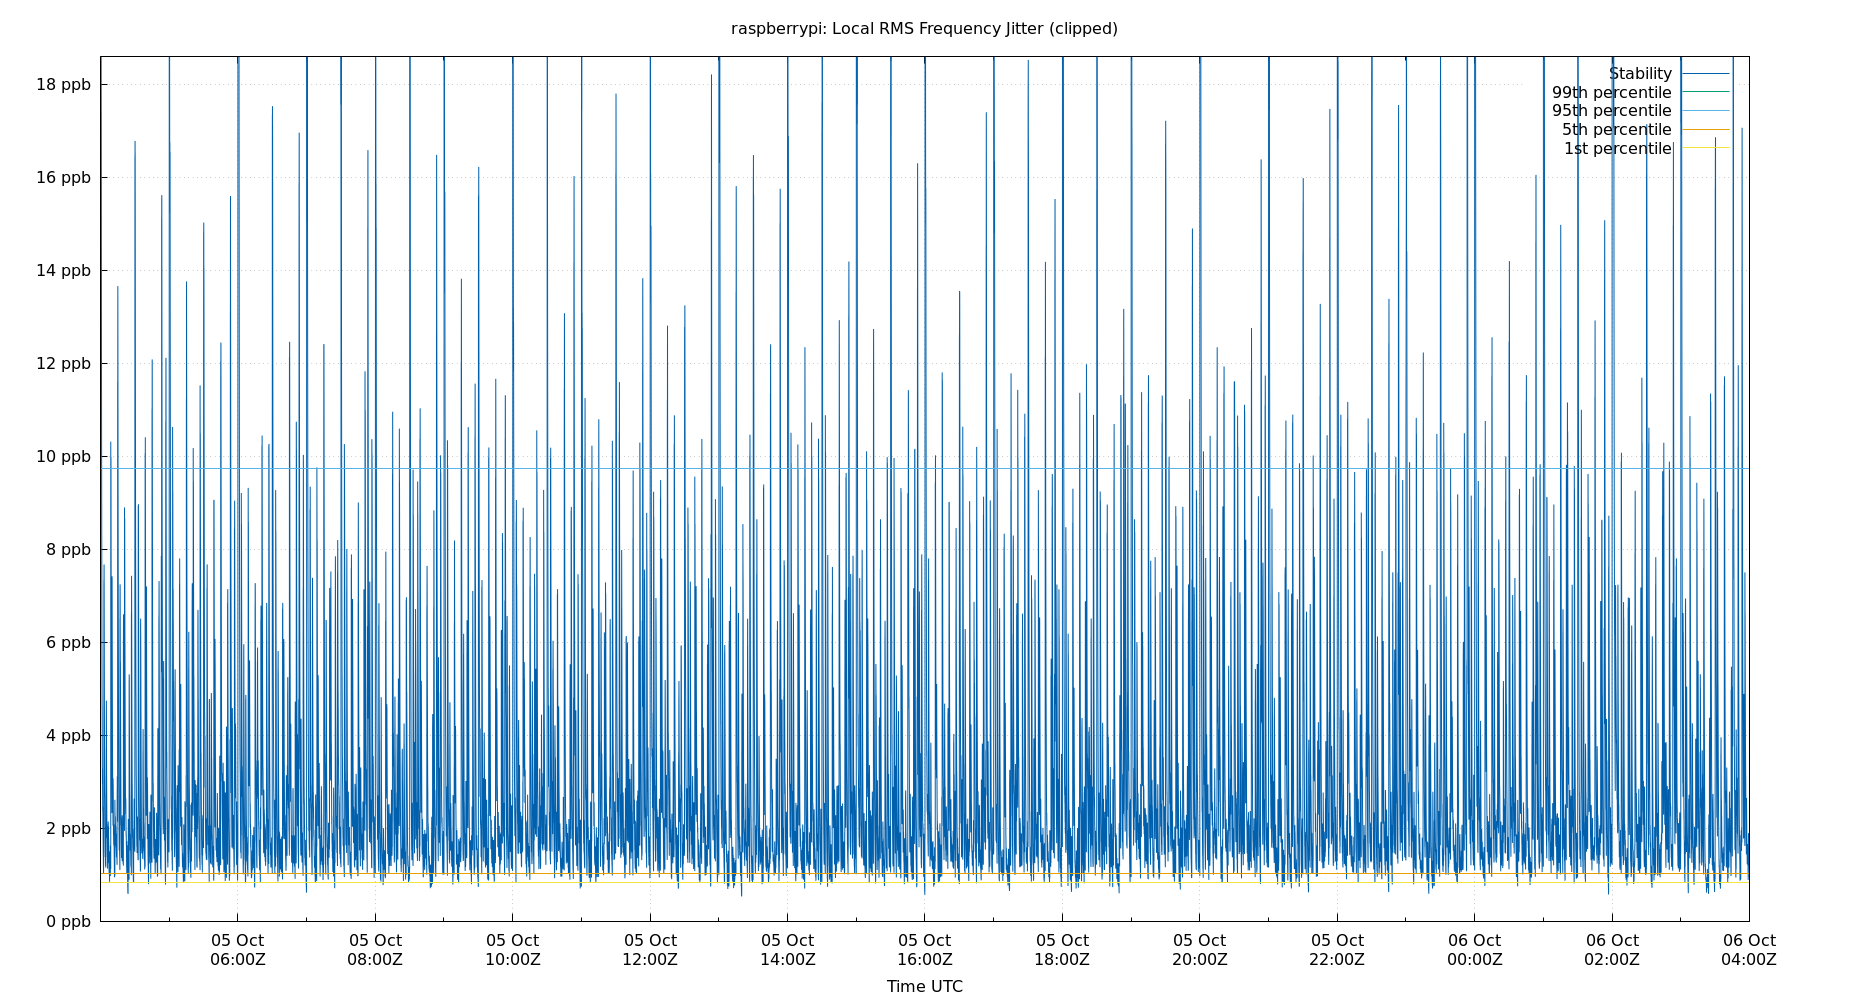 raspberrypi: Local RMS Frequency Jitter (clipped)
18 ppb
16 ppb
14 ppb
12 ppb
10 ppb
8 ppb
6 ppb
4 ppb
2 ppb
0 ppb
Stability
99th percentile
95th percentile
5th percentile
1st percentile
05 Oct 05 Oct 05 Oct 05 Oct 05 Oct 05 Oct 05 Oct 05 Oct 05 Oct 06 Oct 06 Oct 06 Oct
06:00Z 08:00Z 10:00Z 12:00Z 14:00Z 16:00Z 18:00Z 20:00Z 22:00Z 00:00Z 02:00Z 04:00Z
Time UTC